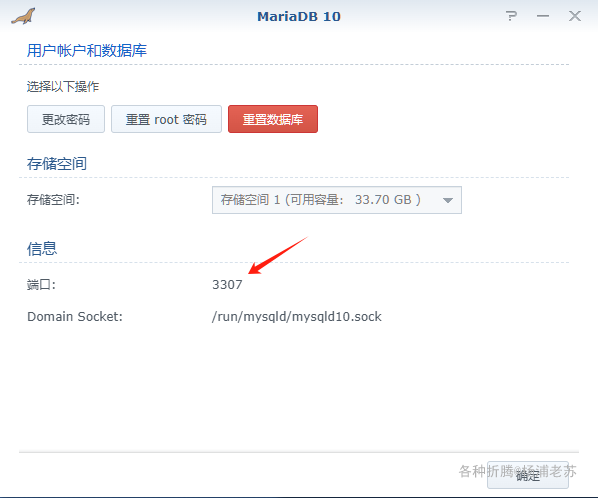 MariaDB 10
用户帐户和数据库
选择以下操作
更改密码 重置 root 密码 重置数据库
存储空间
存储空间: 存储空间 1 (可用容量: 33.70 GB )
信息
端口: 3307
Domain Socket: /run/mysqld/mysqld10.sock
确定
各种折腾@杨浦老苏